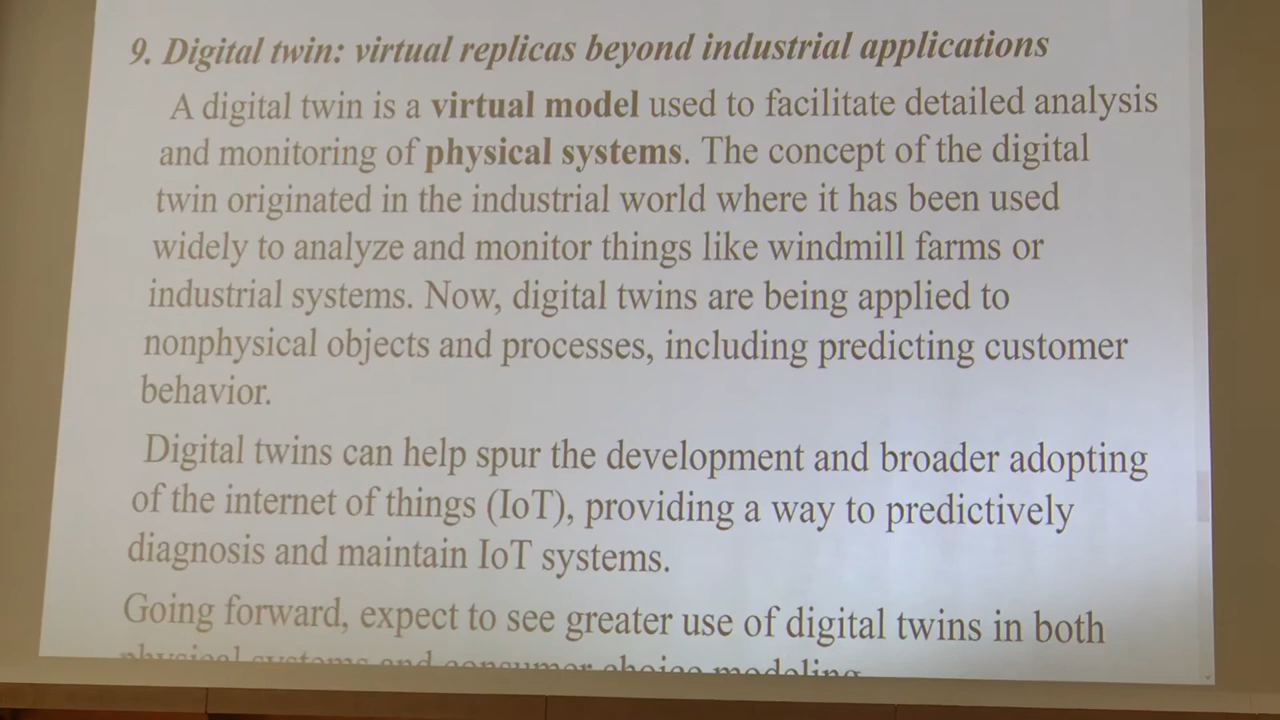 9. Digital twin: virtual replicas beyond industrial applications
A digital twin is a virtual model used to facilitate detailed analysis
and monitoring of physical systems. The concept of the digital
twin originated in the industrial world where it has been used
widely to analyze and monitor things like windmill farms or
industrial systems. Now, digital twins are being applied to
nonphysical objects and processes, including predicting customer
behavior.
Digital twins can help spur the development and broader adopting
of the internet of things (IoT), providing a way to predictively
diagnosis and maintain IoT systems.
Going forward, expect to see greater use of digital twins in both
physical systems and consumer choice modeling.